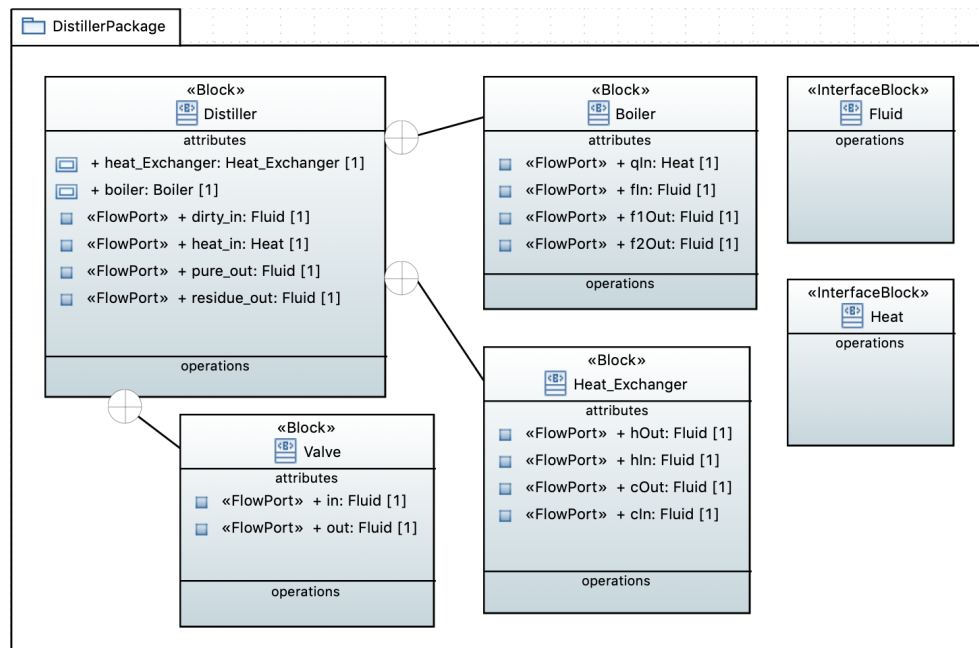 DistillerPackage
«Block»
Distiller
attributes
+ heat_Exchanger: Heat_Exchanger [1]
+ boiler: Boiler [1]
«FlowPort» + dirty_in: Fluid [1]
«FlowPort» + heat_in: Heat [1]
«FlowPort» + pure_out: Fluid [1]
«FlowPort» + residue_out: Fluid [1]
operations
«Block»
Boiler
attributes
«FlowPort» + qIn: Heat [1]
«FlowPort» + fIn: Fluid [1]
«FlowPort» + f1Out: Fluid [1]
«FlowPort» + f2Out: Fluid [1]
operations
«InterfaceBlock»
Fluid
operations
«InterfaceBlock»
Heat
operations
«Block»
Heat_Exchanger
attributes
«FlowPort» + hOut: Fluid [1]
«FlowPort» + hIn: Fluid [1]
«FlowPort» + cOut: Fluid [1]
«FlowPort» + cIn: Fluid [1]
operations
«Block»
Valve
attributes
«FlowPort» + in: Fluid [1]
«FlowPort» + out: Fluid [1]
operations